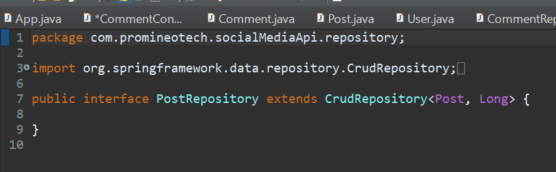 App.java
*CommentCon...
Comment.java
Post.java
User.java
CommentRep
1 package com.promineotech.socialMediaApi.repository;
2
3 import org.springframework.data.repository.CrudRepository;
6
7 public interface PostRepository extends CrudRepository<Post, Long> {
8
9 }
10